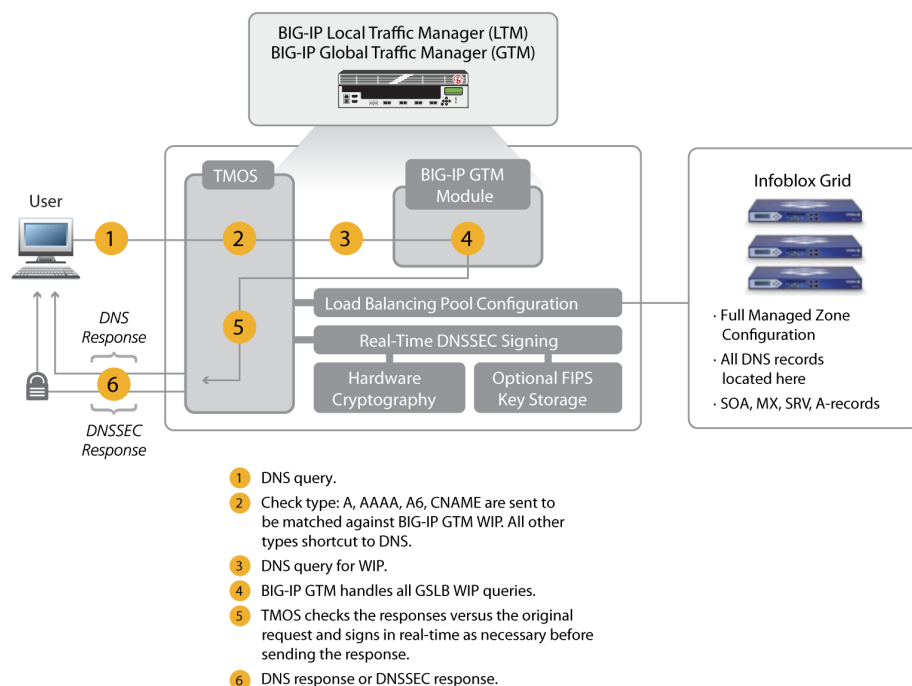 BIG-IP Local Traffic Manager (LTM)
BIG-IP Global Traffic Manager (GTM)
TMOS
BIG-IP GTM
Module
User
1
2
3
4
5
6
DNS
Response
DNSSEC
Response
Load Balancing Pool Configuration
Real-Time DNSSEC Signing
Hardware
Cryptography
Optional FIPS
Key Storage
Infoblox Grid
· Full Managed Zone
Configuration
· All DNS records
located here
· SOA, MX, SRV, A-records
1 DNS query.
2 Check type: A, AAAA, A6, CNAME are sent to
be matched against BIG-IP GTM WIP. All other
types shortcut to DNS.
3 DNS query for WIP.
4 BIG-IP GTM handles all GSLB WIP queries.
5 TMOS checks the responses versus the original
request and signs in real-time as necessary before
sending the response.
6 DNS response or DNSSEC response.